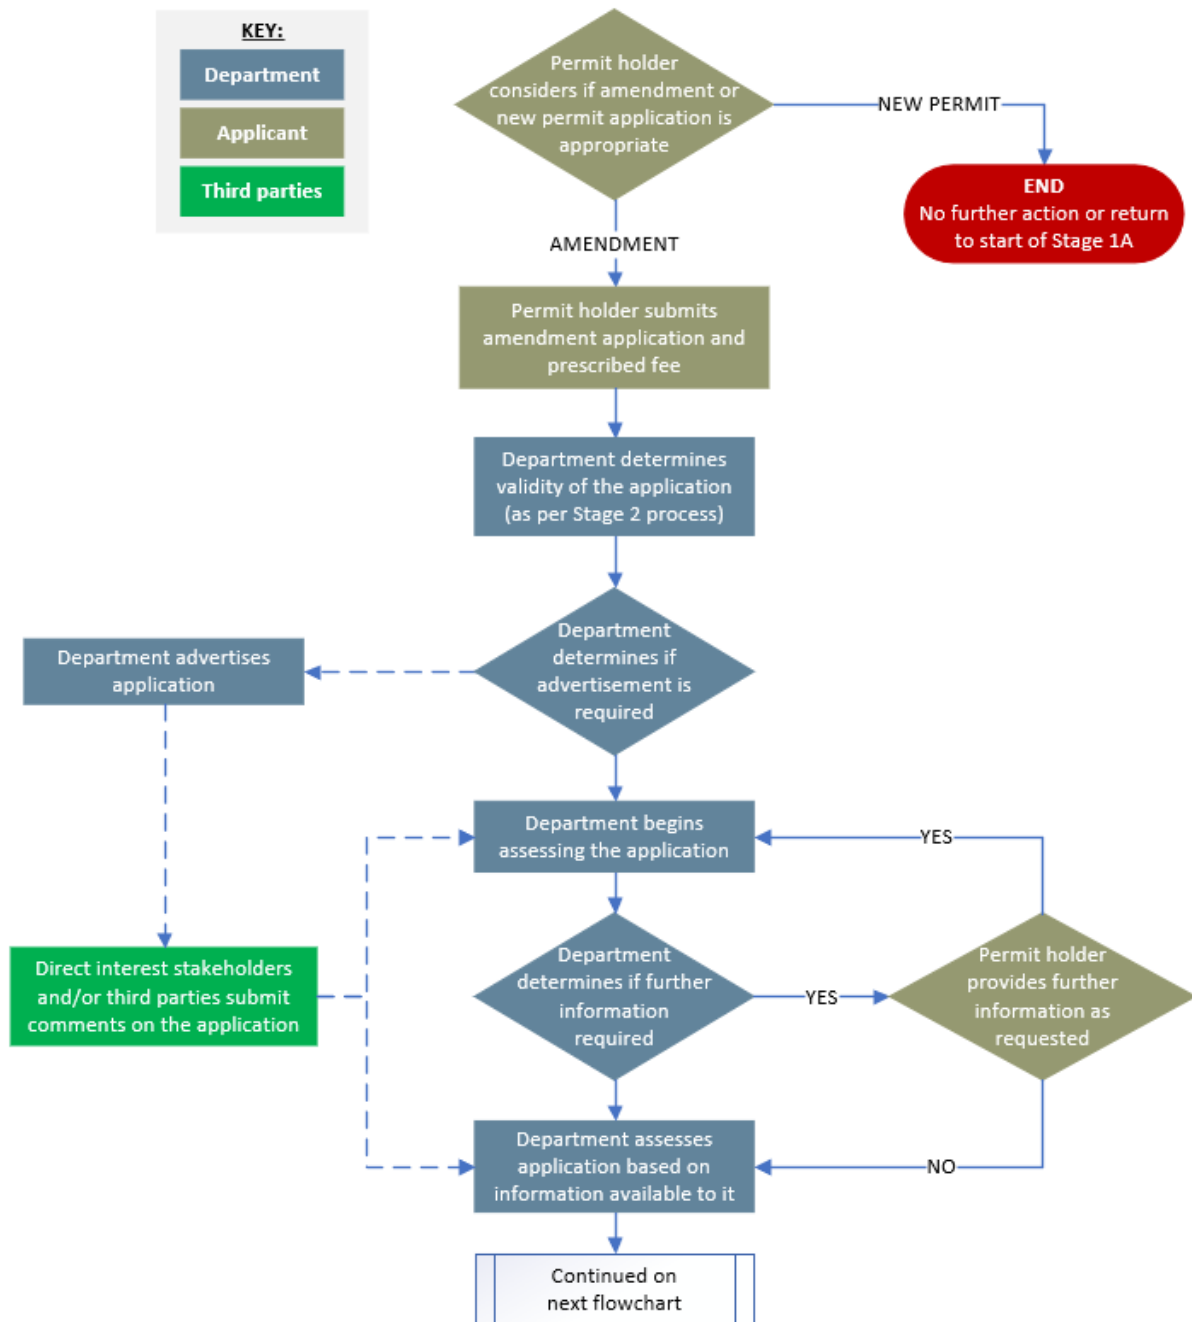 KEY:
Department
Applicant
Third parties
Permit holder
considers if amendment or
new permit application is
appropriate
NEW PERMIT
END
No further action or return
to start of Stage 1A
AMENDMENT
Permit holder submits
amendment application and
prescribed fee
Department determines
validity of the application
(as per Stage 2 process)
Department
determines if
advertisement is
required
Department advertises
application
Department begins
assessing the application
YES
Direct interest stakeholders
and/or third parties submit
comments on the application
Department
determines if further
information
required
YES
Permit holder
provides further
information as
requested
Department assesses
application based on
information available to it
NO
Continued on
next flowchart